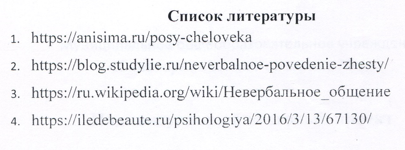 Список литературы
1. https://anisima.ru/posy-cheloveka
2. https://blog.studylie.ru/neverbalnoe-povedenie-zhesty/
3. https://ru.wikipedia.org/wiki/Невербальное_общение
4. https://iledebeaute.ru/psihologiya/2016/3/13/67130/